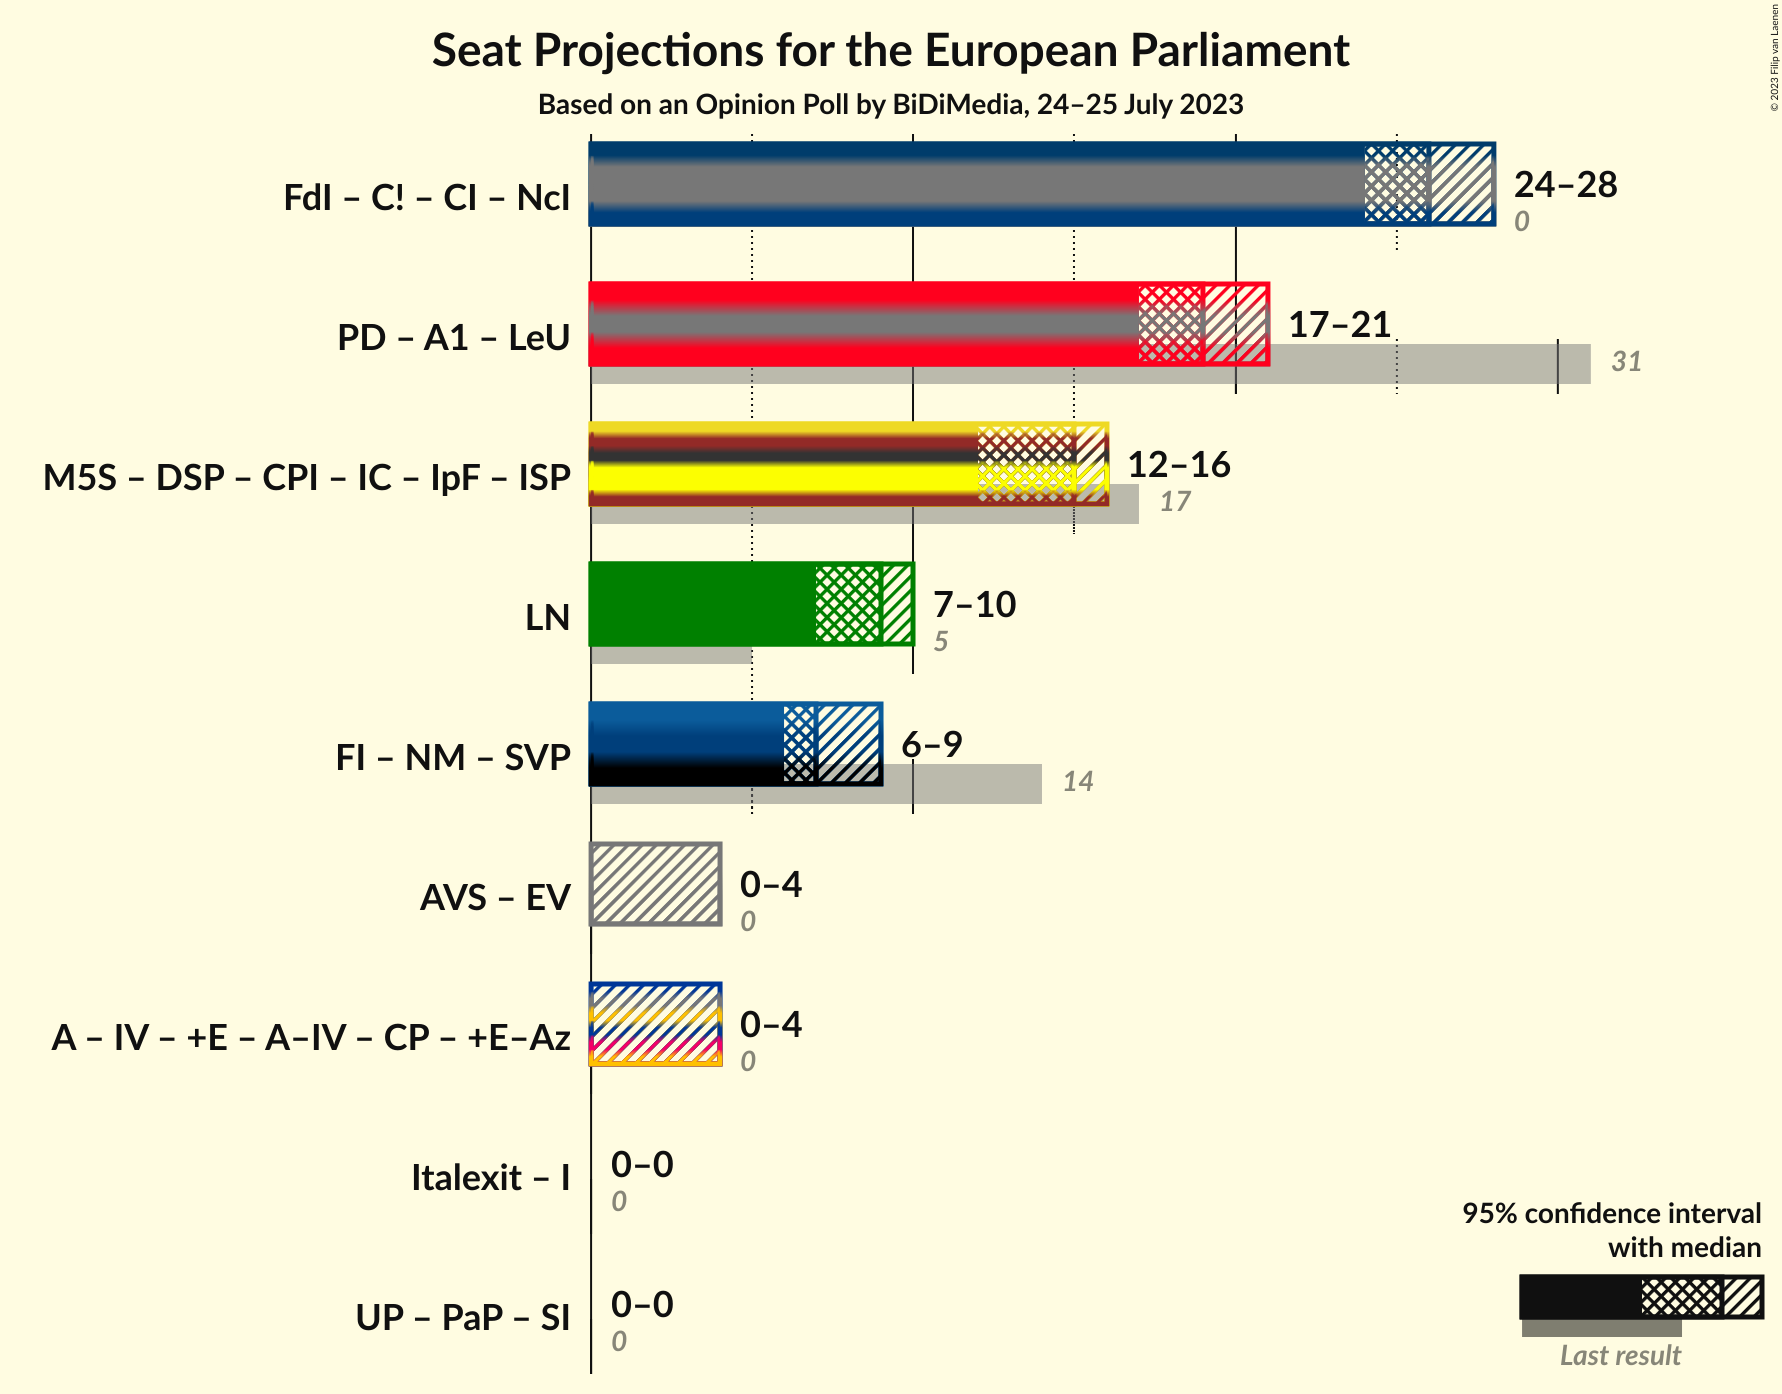 Seat Projections for the European Parliament
Based on an Opinion Poll by BiDiMedia, 24–25 July 2023
© 2023 Filip van Laenen
FdI – C! – CI – NcI
24–28
0
PD – A1 – LeU
17–21
31
M5S – DSP – CPI – IC – IpF – ISP
12–16
17
LN
7–10
5
FI – NM – SVP
6–9
14
AVS – EV
0–4
0
A – IV – +E – A–IV – CP – +E–Az
0–4
0
Italexit – I
0–0
0
UP – PaP – SI
0–0
0
95% confidence interval
with median
Last result